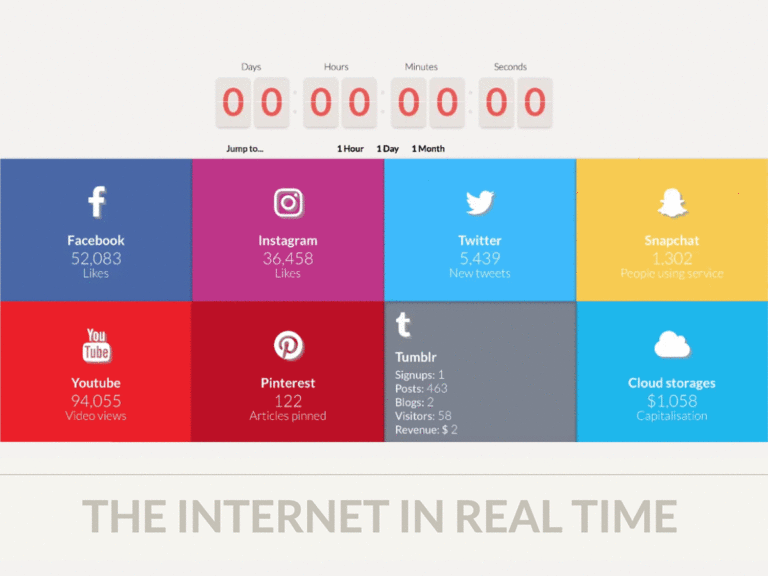 Days Hours Minutes Seconds
00 : 00 : 00 : 00
Jump to... 1 Hour 1 Day 1 Month
f
Facebook
52,083
Likes
Instagram
36,458
Likes
Twitter
5,439
New tweets
Snapchat
1,302
People using service
You
Tube
Youtube
94,055
Video views
Pinterest
122
Articles pinned
t
Tumblr
Signups: 1
Posts: 463
Blogs: 2
Visitors: 58
Revenue: $ 2
Cloud storages
$1,058
Capitalisation
THE INTERNET IN REAL TIME